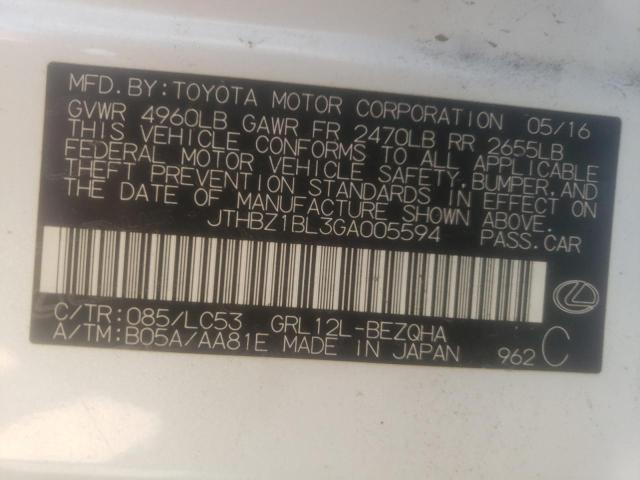 MFD. BY: TOYOTA MOTOR CORPORATION 05/16
GVWR 4960LB GAWR FR 2470LB RR 2655LB
THIS VEHICLE CONFORMS TO ALL APPLICABLE
FEDERAL MOTOR VEHICLE SAFETY, BUMPER, AND
THEFT PREVENTION STANDARDS IN EFFECT ON
THE DATE OF MANUFACTURE SHOWN ABOVE.
JTHBZ1BL3GA005594 PASS. CAR
C/TR: 085/LC53 GRL12L-BEZQHA
A/TM: B05A/AA81E MADE IN JAPAN 962 C